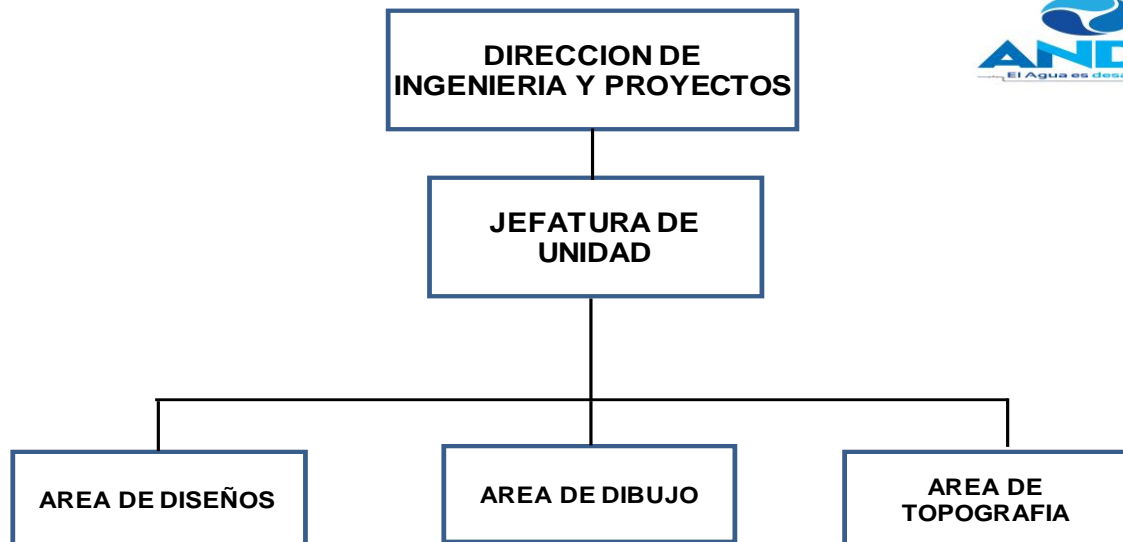 DIRECCION DE
INGENIERIA Y PROYECTOS
El Agua es
JEFATURA DE
UNIDAD
AREA DE DISEÑOS
AREA DE DIBUJO
AREA DE
TOPOGRAFIA